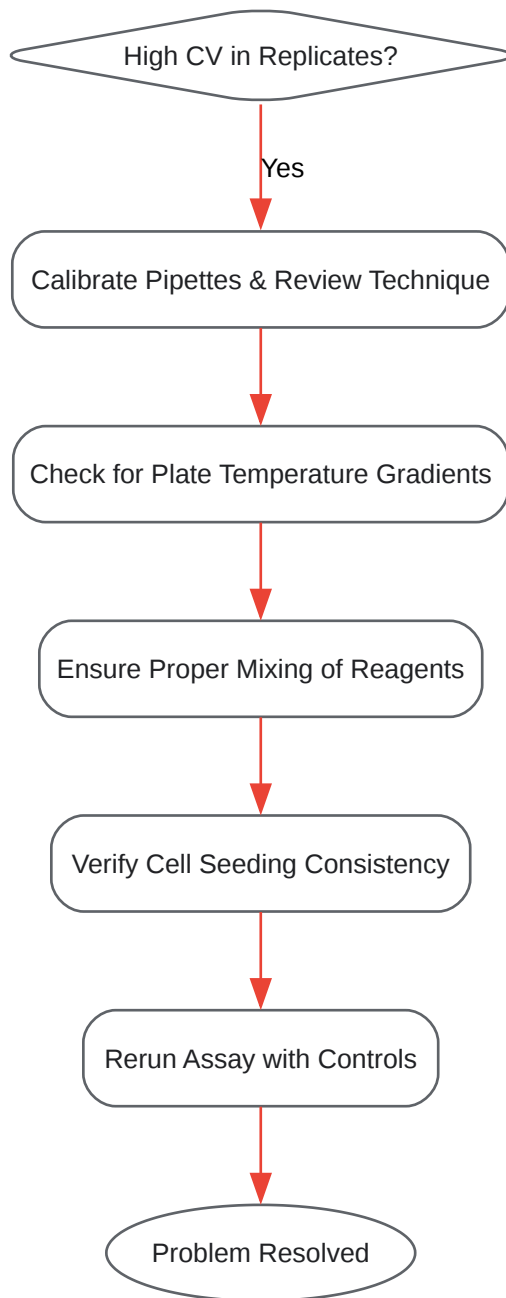 High CV in Replicates?
Yes
Calibrate Pipettes & Review Technique
Check for Plate Temperature Gradients
Ensure Proper Mixing of Reagents
Verify Cell Seeding Consistency
Rerun Assay with Controls
Problem Resolved